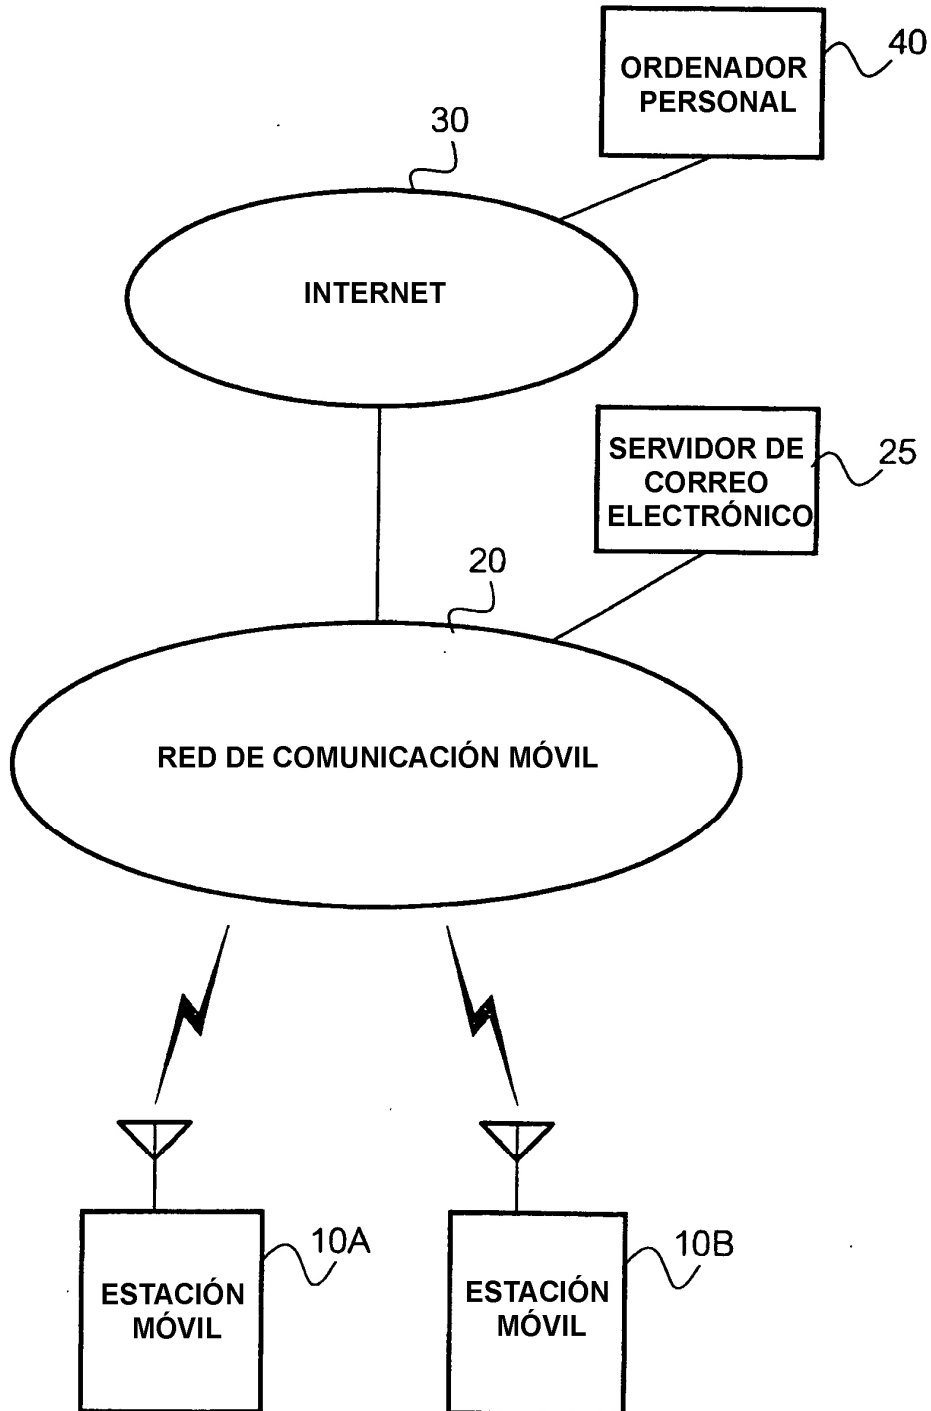 40
ORDENADOR
PERSONAL
30
INTERNET
25
SERVIDOR DE
CORREO
ELECTRÓNICO
20
RED DE COMUNICACIÓN MÓVIL
10A
ESTACIÓN
MÓVIL
10B
ESTACIÓN
MÓVIL